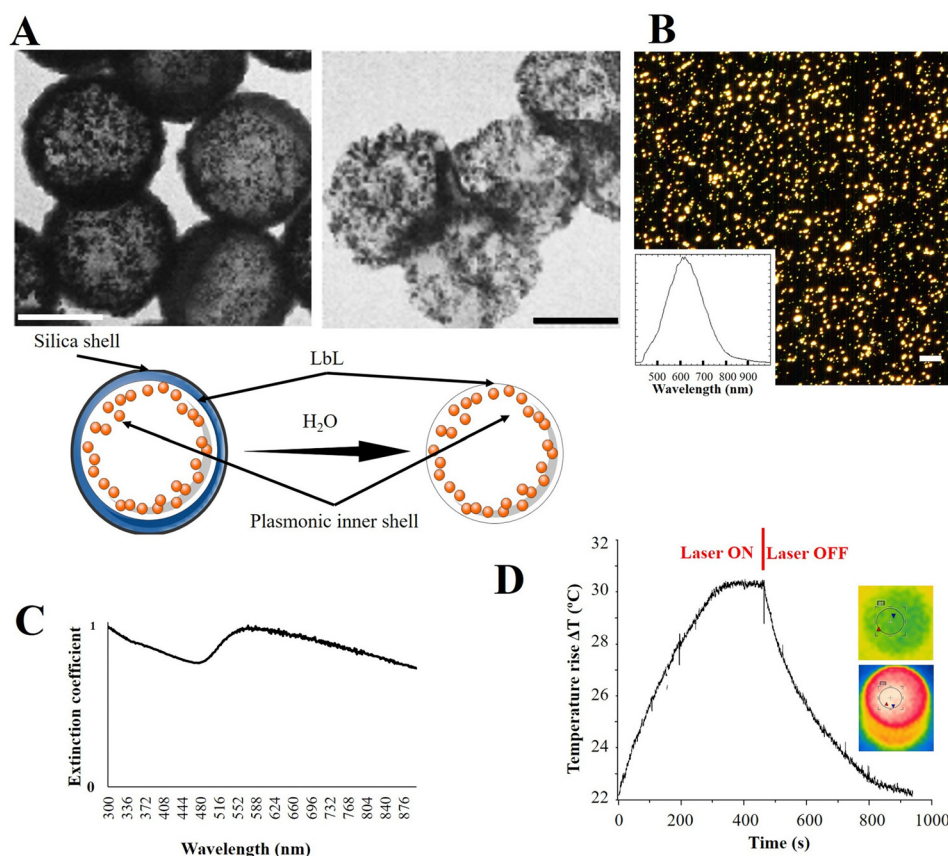 A
B
500 600 700 800 900
Wavelength (nm)
Silica shell
LbL
H₂O
Plasmonic inner shell
C
Extinction coefficient
1
0
300 336 372 408 444 480 516 552 588 624 660 696 732 768 804 840 876
Wavelength (nm)
D
Temperature rise ΔT (ºC)
32
30
28
26
24
22
Laser ON
Laser OFF
0 200 400 600 800 1000
Time (s)